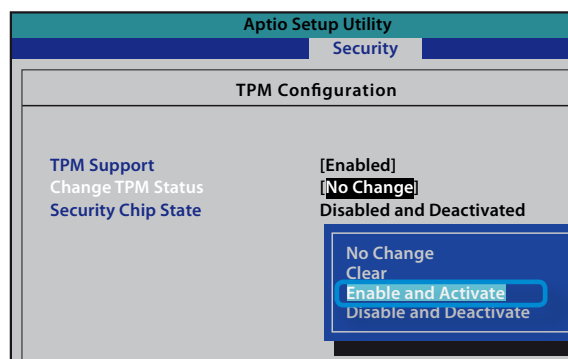 Aptio Setup Utility
Security
TPM Configuration
TPM Support [Enabled]
Change TPM Status [No Change]
Security Chip State Disabled and Deactivated
No Change
Clear
Enable and Activate
Disable and Deactivate